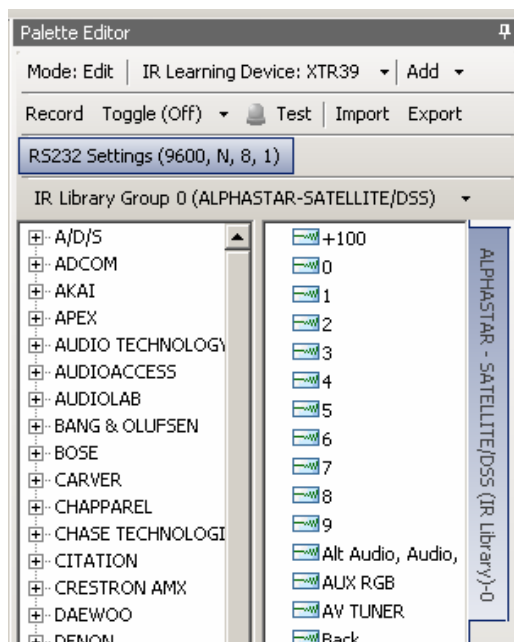 Palette Editor
Mode: Edit IR Learning Device: XTR39 Add
Record Toggle (Off) Test Import Export
RS232 Settings (9600, N, 8, 1)
IR Library Group 0 (ALPHASTAR-SATELLITE/DSS)
A/D/S
ADCOM
AKAI
APEX
AUDIO TECHNOLOGY
AUDIOACCESS
AUDIOLAB
BANG & OLUFSEN
BOSE
CARVER
CHAPPAREL
CHASE TECHNOLOGI
CITATION
CRESTRON AMX
DAEWOO
DENON
+100
0
1
2
3
4
5
6
7
8
9
Alt Audio, Audio,
AUX RGB
AV TUNER
Back
ALPHASTAR - SATELLITE/DSS (IR Library)-0